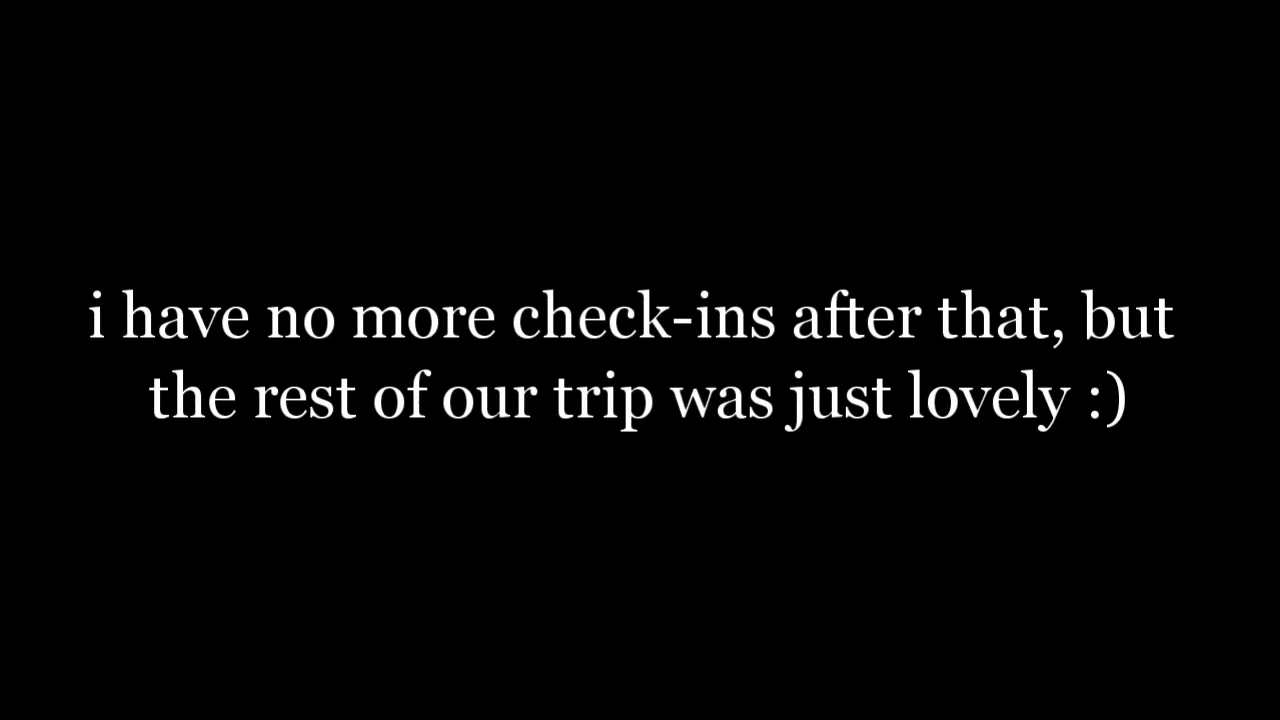 i have no more check-ins after that, but
the rest of our trip was just lovely :)